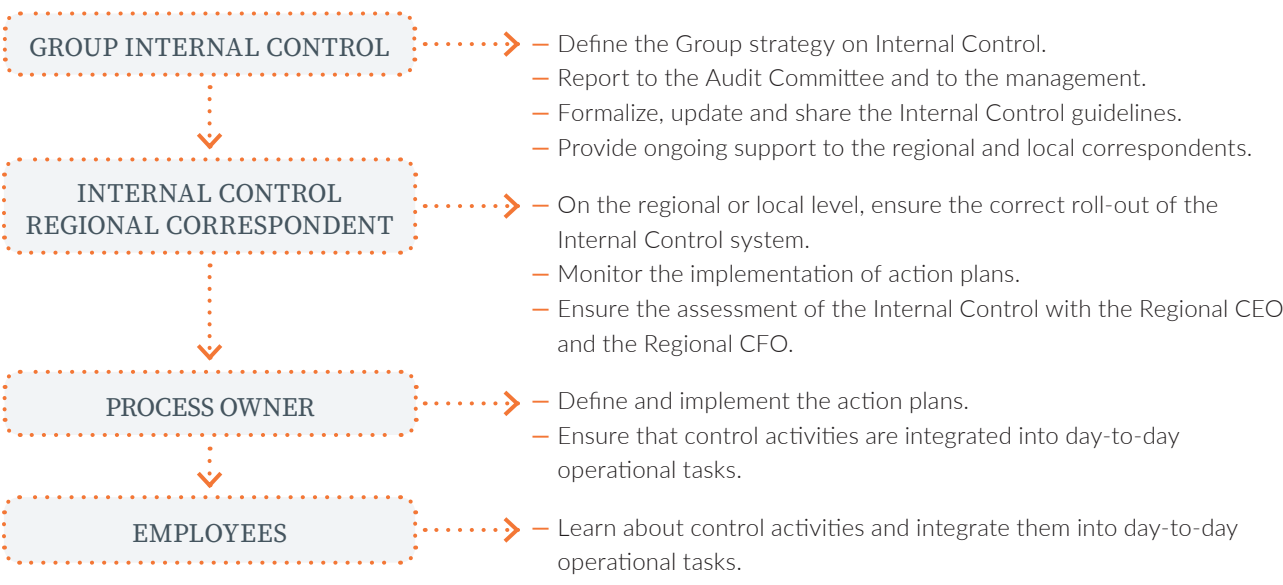 GROUP INTERNAL CONTROL
— Define the Group strategy on Internal Control.
— Report to the Audit Committee and to the management.
— Formalize, update and share the Internal Control guidelines.
— Provide ongoing support to the regional and local correspondents.
INTERNAL CONTROL
REGIONAL CORRESPONDENT
— On the regional or local level, ensure the correct roll-out of the
Internal Control system.
— Monitor the implementation of action plans.
— Ensure the assessment of the Internal Control with the Regional CEO
and the Regional CFO.
PROCESS OWNER
— Define and implement the action plans.
— Ensure that control activities are integrated into day-to-day
operational tasks.
EMPLOYEES
— Learn about control activities and integrate them into day-to-day
operational tasks.